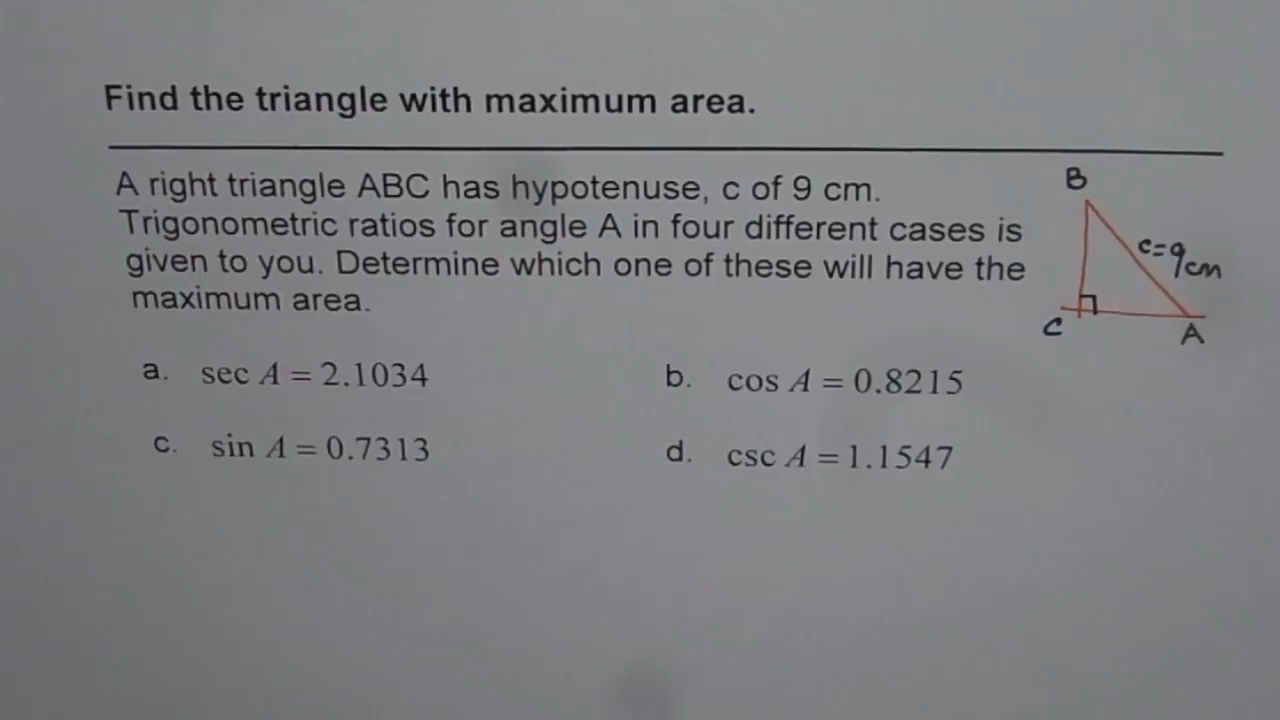 Find the triangle with maximum area.
A right triangle ABC has hypotenuse, c of 9 cm.
Trigonometric ratios for angle A in four different cases is
given to you. Determine which one of these will have the
maximum area.
B
c=9cm
C
A
a. sec A = 2.1034
b. cos A = 0.8215
c. sin A = 0.7313
d. csc A = 1.1547